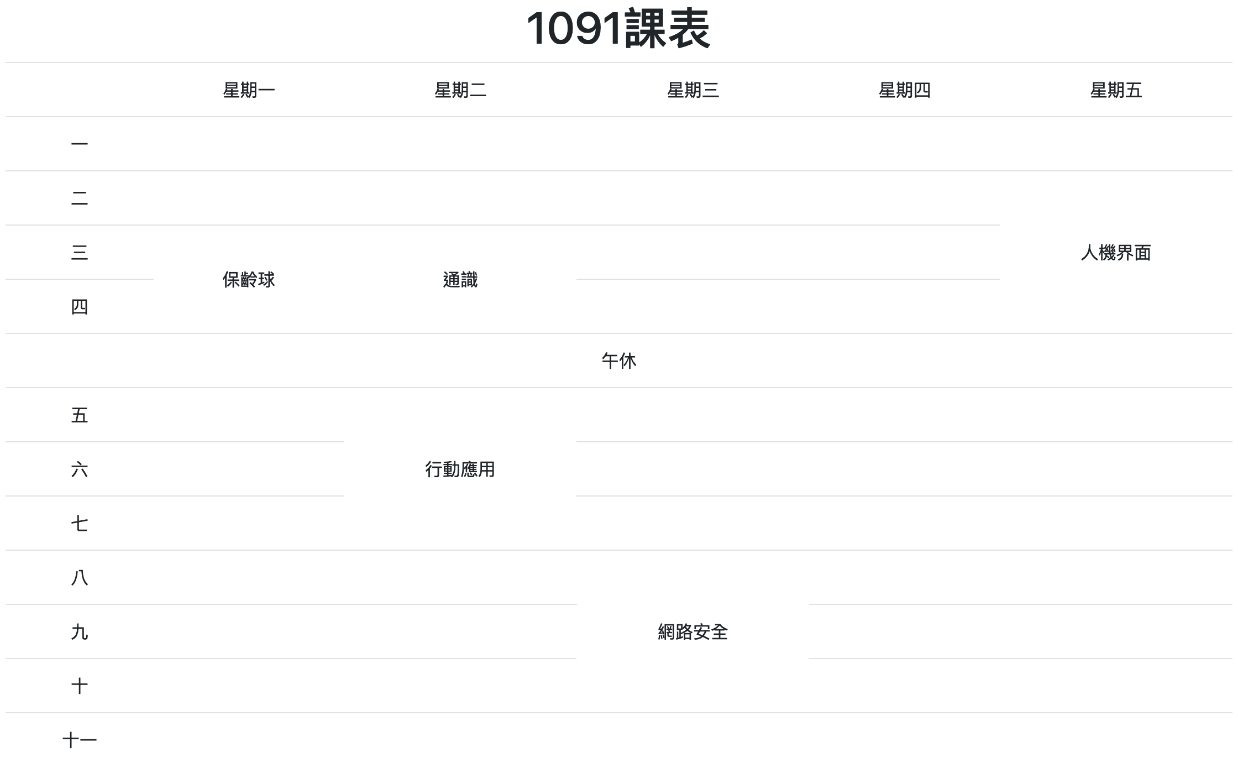 1091課表
星期一 星期二 星期三 星期四 星期五
一
二
三 人機界面
保齡球 通識
四
午休
五
六 行動應用
七
八
九 網路安全
十
十一